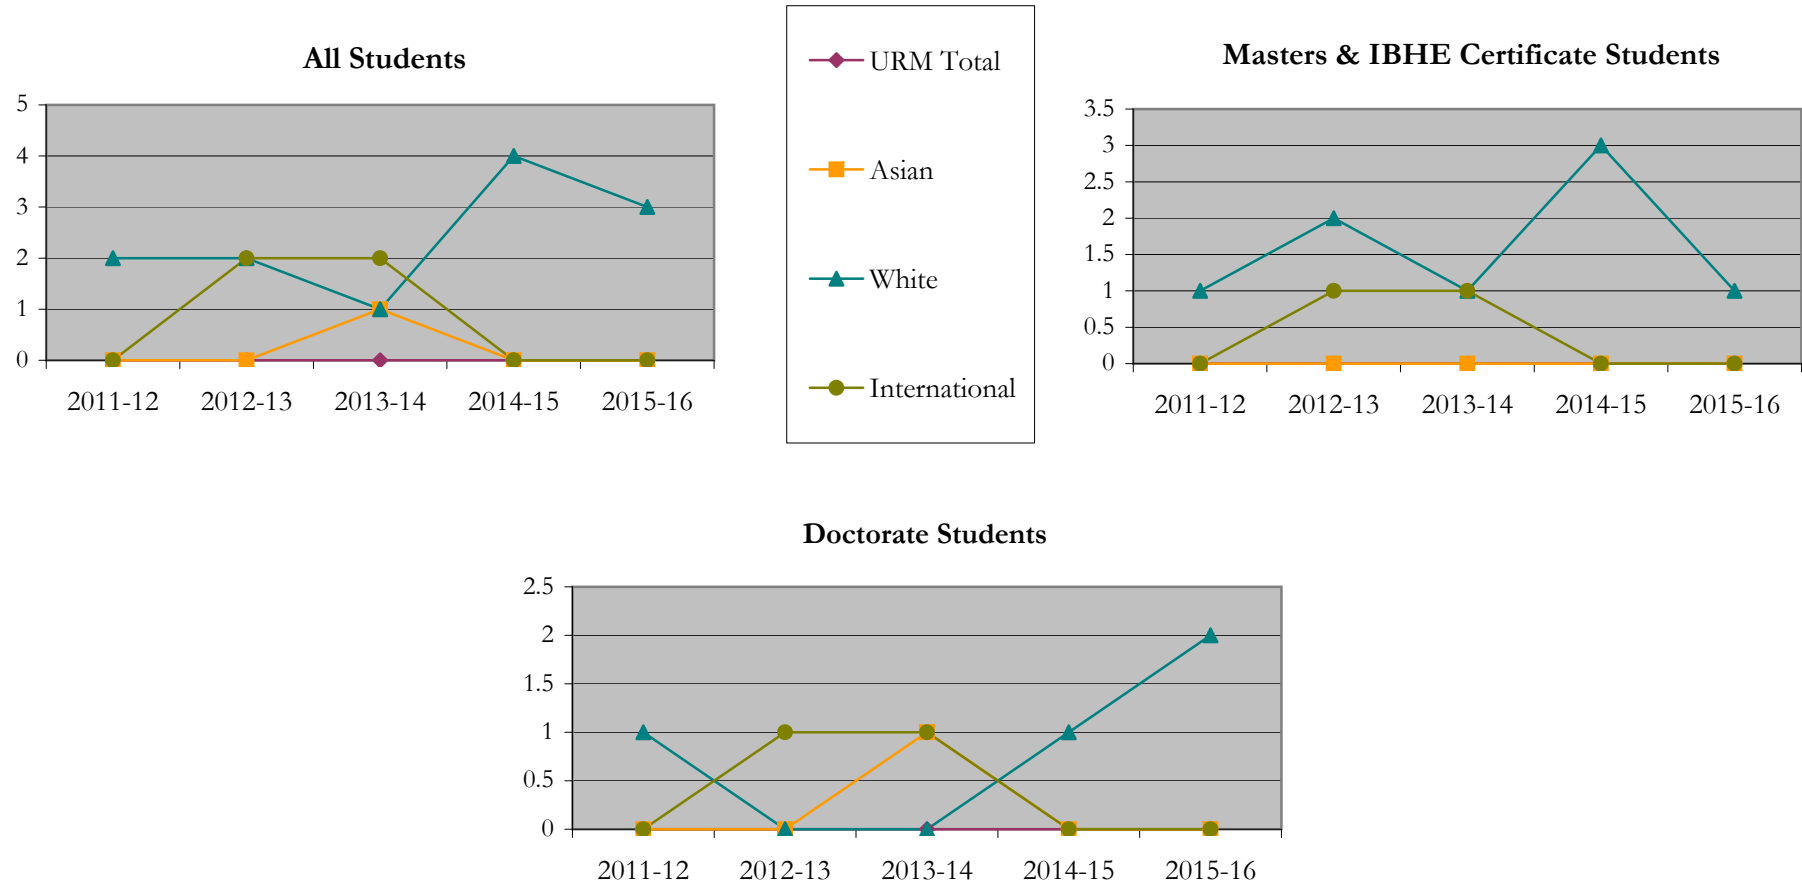 All Students
5
4
3
2
1
0
2011-12 2012-13 2013-14 2014-15 2015-16
URM Total
Asian
White
International
Masters & IBHE Certificate Students
3.5
3
2.5
2
1.5
1
0.5
0
2011-12 2012-13 2013-14 2014-15 2015-16
Doctorate Students
2.5
2
1.5
1
0.5
0
2011-12 2012-13 2013-14 2014-15 2015-16